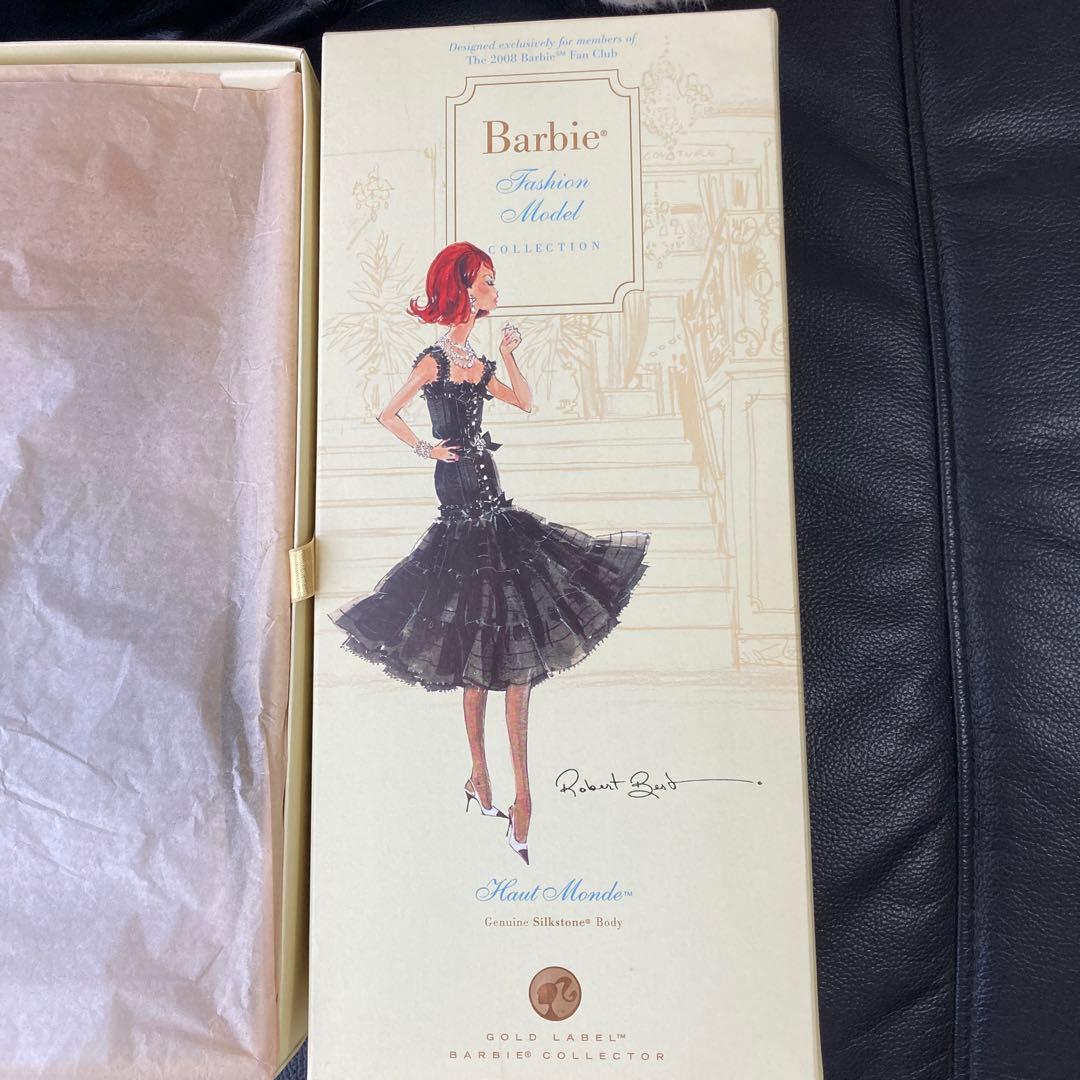 Designed exclusively for members of
The 2008 Barbie℠ Fan Club
Barbie®
Fashion
Model
COLLECTION
COUTURE
Robert Best
Haut Monde™
Genuine Silkstone® Body
GOLD LABEL™
BARBIE® COLLECTOR